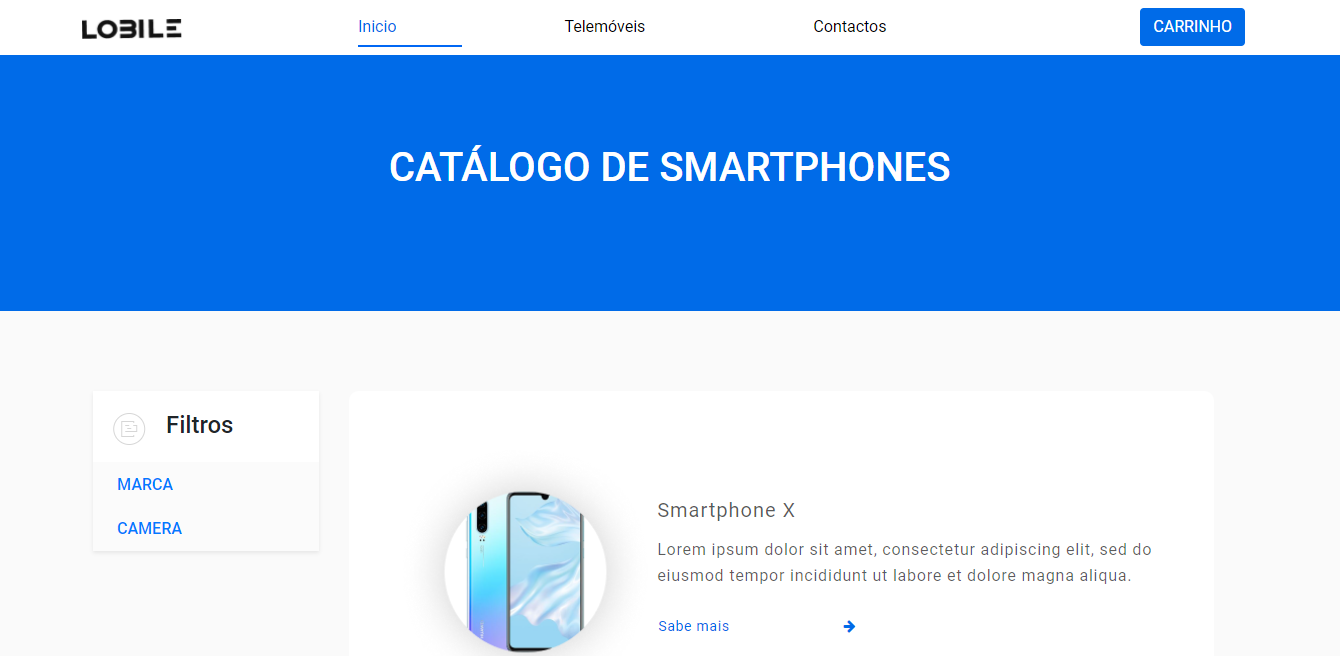 LOBILE
Inicio
Telemóveis
Contactos
CARRINHO
CATÁLOGO DE SMARTPHONES
Filtros
MARCA
CAMERA
Smartphone X
Lorem ipsum dolor sit amet, consectetur adipiscing elit, sed do
eiusmod tempor incididunt ut labore et dolore magna aliqua.
Sabe mais